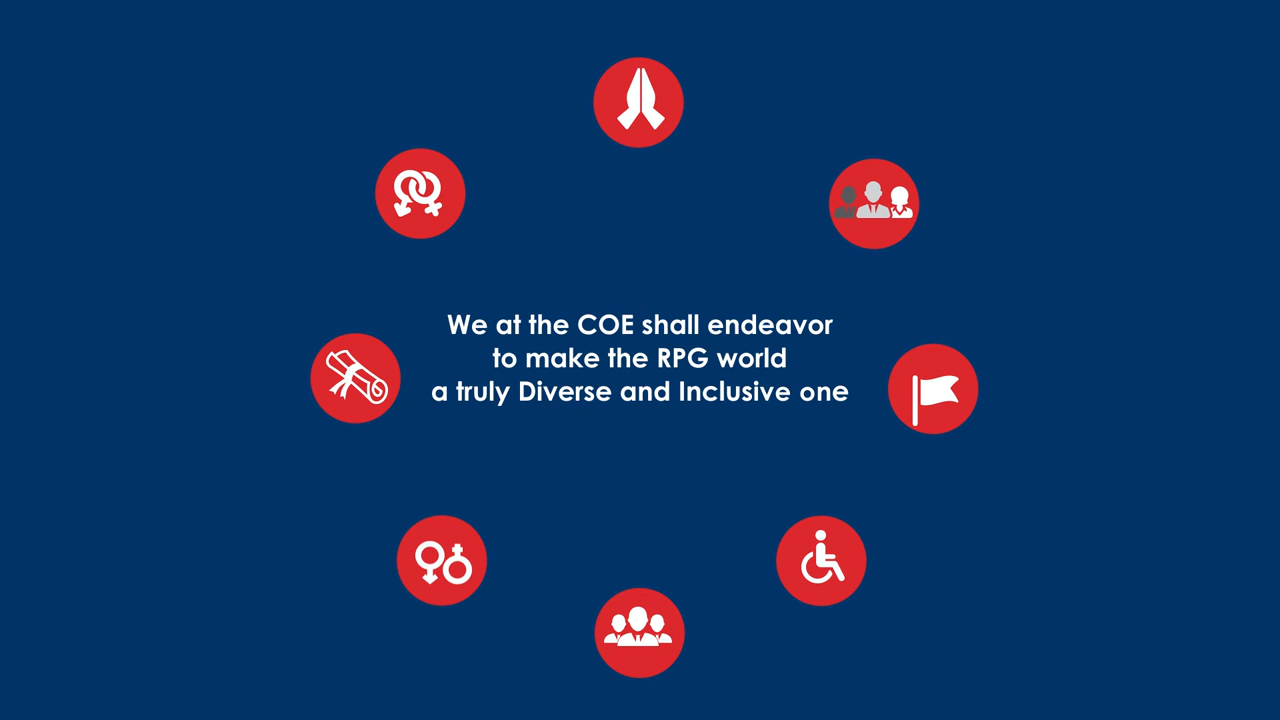 We at the COE shall endeavor
to make the RPG world
a truly Diverse and Inclusive one